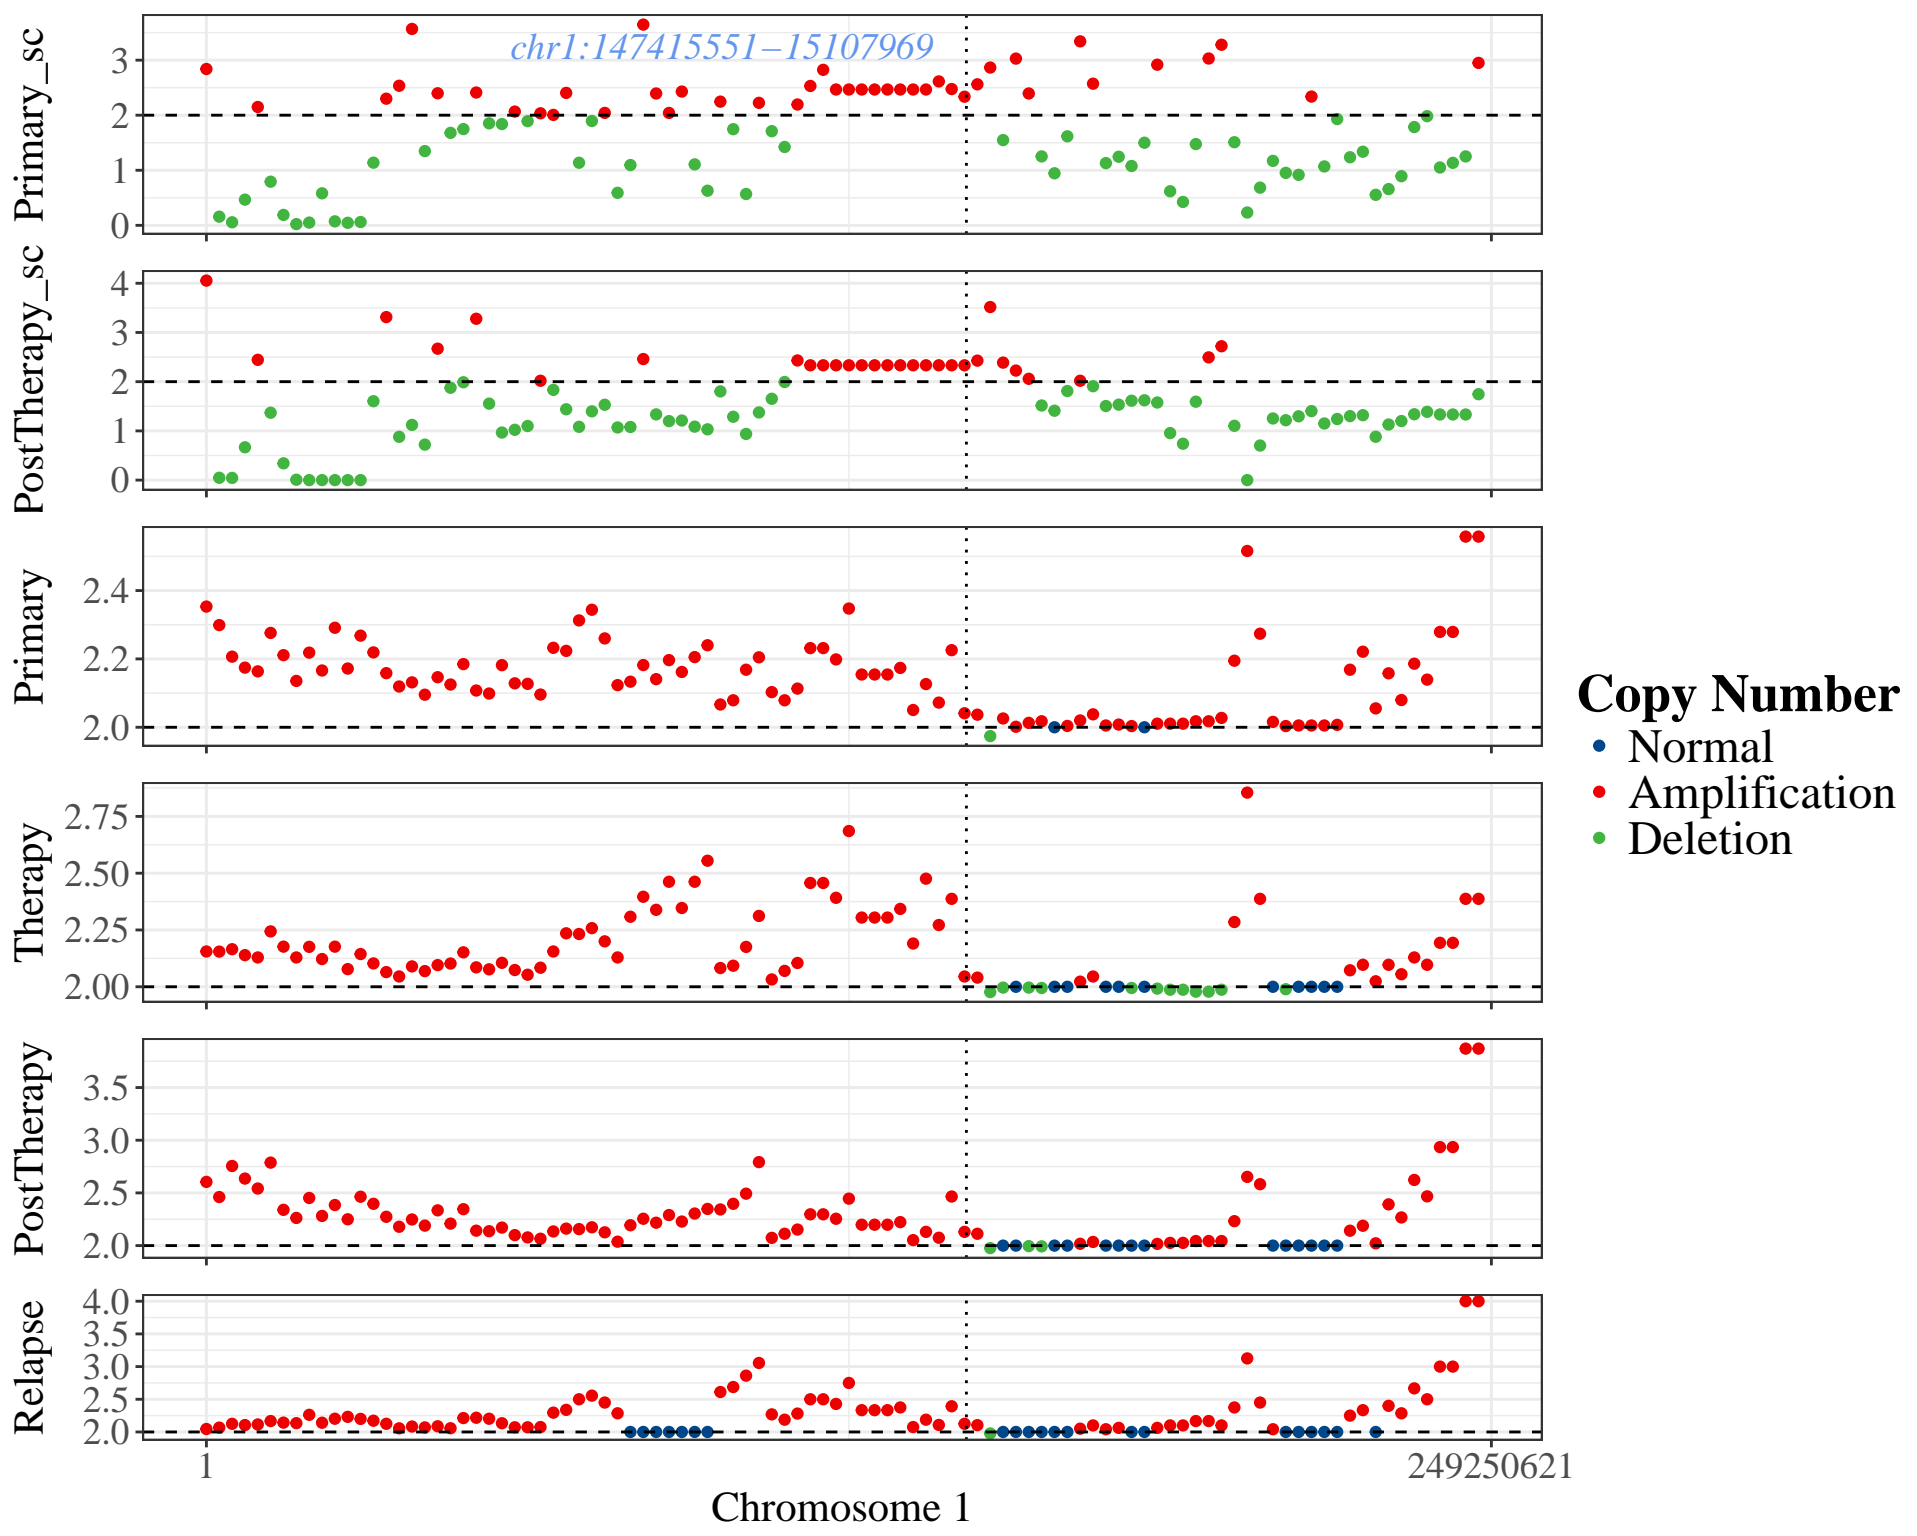 Primary_sc
3
2
1
0
chr1:147415551−15107969
PostTherapy_sc
4
3
2
1
0
Primary
2.4
2.2
2.0
Therapy
2.75
2.50
2.25
2.00
PostTherapy
3.5
3.0
2.5
2.0
Relapse
4.0
3.5
3.0
2.5
2.0
1
249250621
Chromosome 1
Copy Number
Normal
Amplification
Deletion